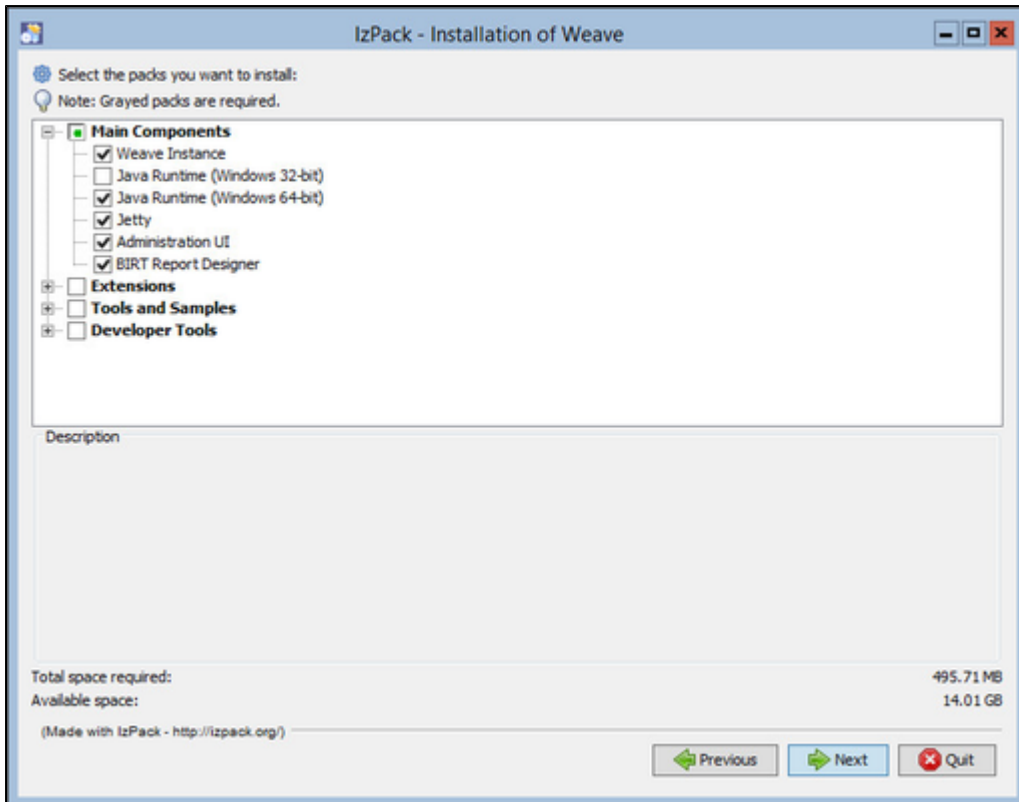 IzPack - Installation of Weave
Select the packs you want to install:
Note: Grayed packs are required.
Main Components
Weave Instance
Java Runtime (Windows 32-bit)
Java Runtime (Windows 64-bit)
Jetty
Administration UI
BIRT Report Designer
Extensions
Tools and Samples
Developer Tools
Description
Total space required: 495.71 MB
Available space: 14.01 GB
(Made with IzPack - http://izpack.org/)
Previous Next Quit